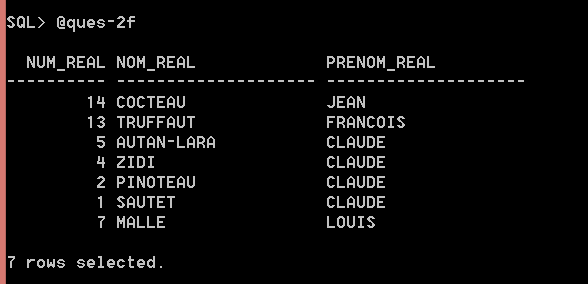 SQL> @ques-2f
  NUM_REAL NOM_REAL             PRENOM_REAL
---------- -------------------- --------------------
        14 COCTEAU              JEAN
        13 TRUFFAUT             FRANCOIS
         5 AUTAN-LARA           CLAUDE
         4 ZIDI                 CLAUDE
         2 PINOTEAU             CLAUDE
         1 SAUTET               CLAUDE
         7 MALLE                LOUIS
7 rows selected.